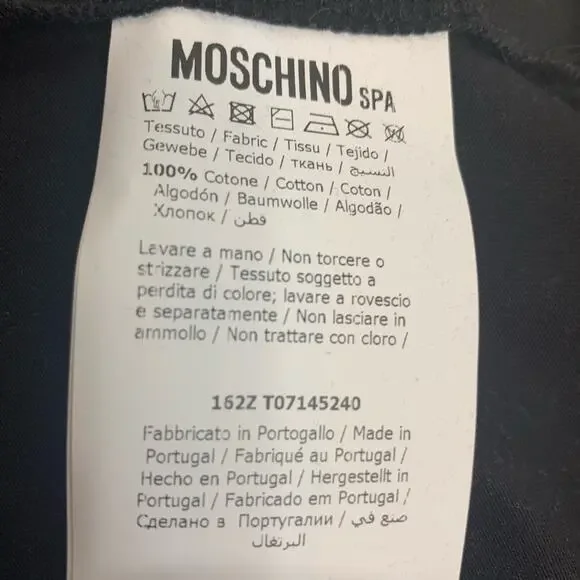 MOSCHINO SPA
Tessuto / Fabric / Tissu / Tejido /
Gewebe / Tecido / ткань / النسيج
100% Cotone / Cotton / Coton /
Algodón / Baumwolle / Algodão /
Хлопок / قطن
Lavare a mano / Non torcere o
strizzare / Tessuto soggetto a
perdita di colore; lavare a rovescio
e separatamente / Non lasciare in
ammollo / Non trattare con cloro /
162Z T07145240
Fabbricato in Portogallo / Made in
Portugal / Fabriqué au Portugal /
Hecho en Portugal / Hergestellt in
Portugal / Fabricado em Portugal /
Сделано в Португалии / صنع في
البرتغال